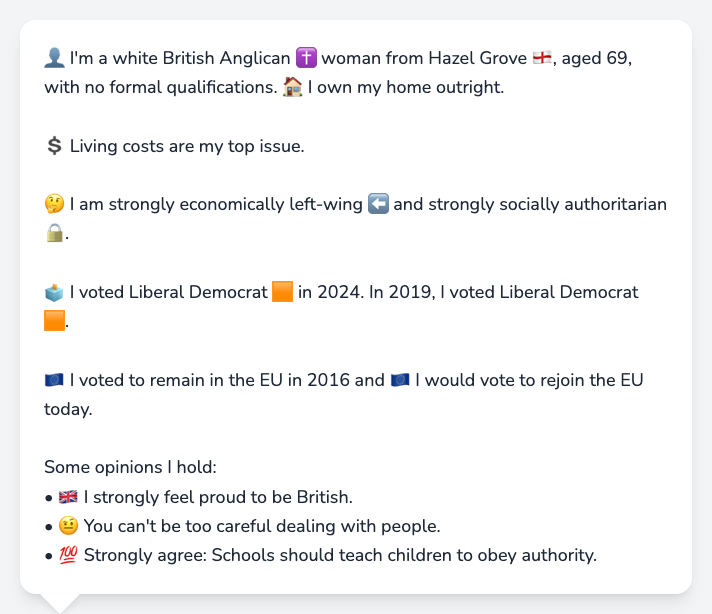 👤 I'm a white British Anglican ✝️ woman from Hazel Grove 🏴󠁧󠁢󠁥󠁮󠁧󠁿, aged 69,
with no formal qualifications. 🏠 I own my home outright.
💲 Living costs are my top issue.
🤔 I am strongly economically left-wing ⬅️ and strongly socially authoritarian
🔒.
🗳️ I voted Liberal Democrat 🟧 in 2024. In 2019, I voted Liberal Democrat
🟧.
🇪🇺 I voted to remain in the EU in 2016 and 🇪🇺 I would vote to rejoin the EU
today.
Some opinions I hold:
• 🇬🇧 I strongly feel proud to be British.
• 🤨 You can't be too careful dealing with people.
• 💯 Strongly agree: Schools should teach children to obey authority.